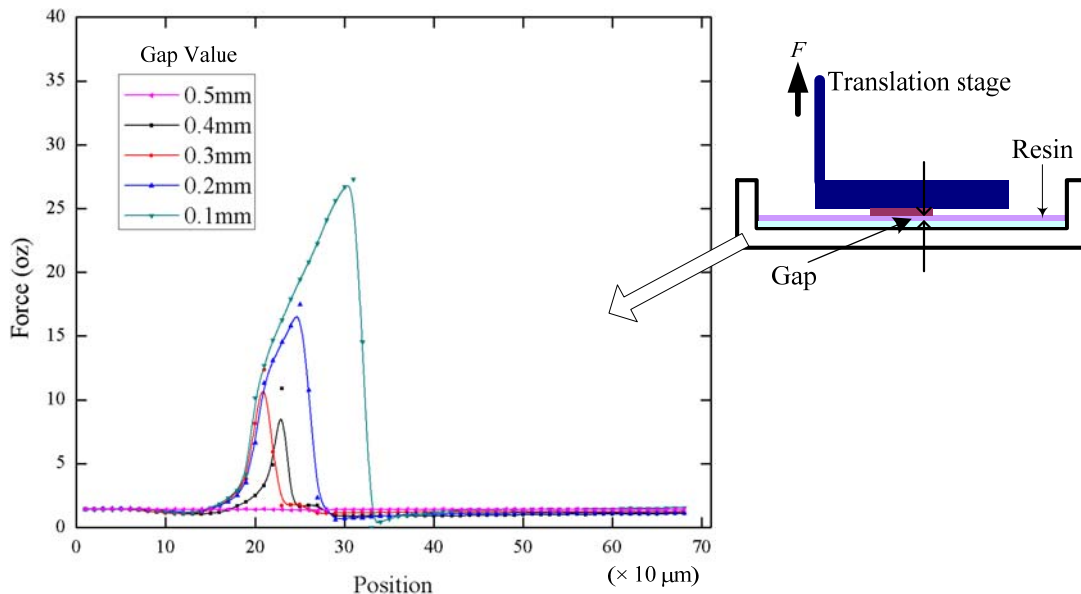 Gap Value
0.5mm
0.4mm
0.3mm
0.2mm
0.1mm
40
35
30
25
20
15
10
5
0
Force (oz)
0 10 20 30 40 50 60 70
Position
(× 10 μm)
F
Translation stage
Resin
Gap